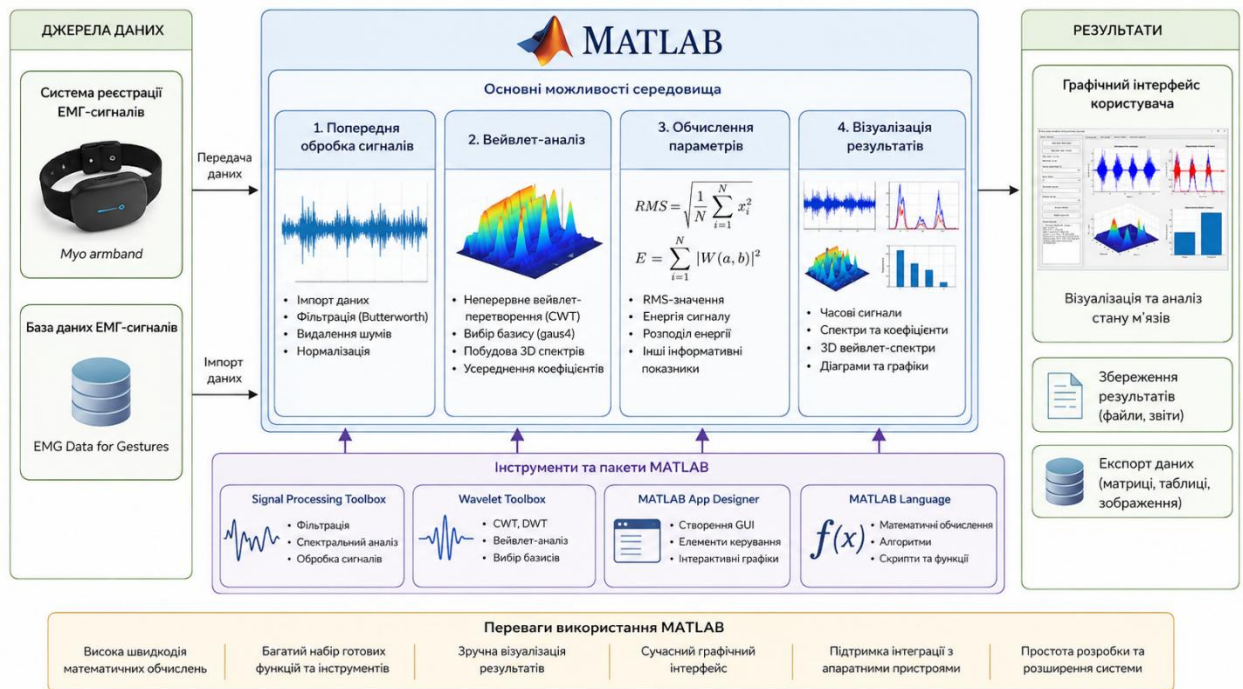 ДЖЕРЕЛА ДАНИХ
Система реєстрації
ЕМГ-сигналів
Myo armband
База даних ЕМГ-сигналів
EMG Data for Gestures
Передача
даних
Імпорт
даних
MATLAB
Основні можливості середовища
1. Попередня
обробка сигналів
• Імпорт даних
• Фільтрація (Butterworth)
• Видалення шумів
• Нормалізація
2. Вейвлет-аналіз
• Неперервне вейвлет-
перетворення (CWT)
• Вибір базису (gaus4)
• Побудова 3D спектрів
• Усереднення коефіцієнтів
3. Обчислення
параметрів
RMS = √(1/N ∑_{i=1}^{N} x_i^2)
E = ∑_{i=1}^{N} |W(a, b)|^2
• RMS-значення
• Енергія сигналу
• Розподіл енергії
• Інші інформативні
показники
4. Візуалізація
результатів
• Часові сигнали
• Спектри та коефіцієнти
• 3D вейвлет-спектри
• Діаграми та графіки
Інструменти та пакети MATLAB
Signal Processing Toolbox
• Фільтрація
• Спектральний аналіз
• Обробка сигналів
Wavelet Toolbox
• CWT, DWT
• Вейвлет-аналіз
• Вибір базисів
MATLAB App Designer
• Створення GUI
• Елементи керування
• Інтерактивні графіки
MATLAB Language
f(x)
• Математичні обчислення
• Алгоритми
• Скрипти та функції
РЕЗУЛЬТАТИ
Графічний інтерфейс
користувача
Візуалізація та аналіз
стану м'язів
Збереження
результатів
(файли, звіти)
Експорт даних
(матриці, таблиці,
зображення)
Переваги використання MATLAB
Висока швидкодія
математичних обчислень
Багатий набір готових
функцій та інструментів
Зручна візуалізація
результатів
Сучасний графічний
інтерфейс
Підтримка інтеграції з
апаратними пристроями
Простота розробки та
розширення системи